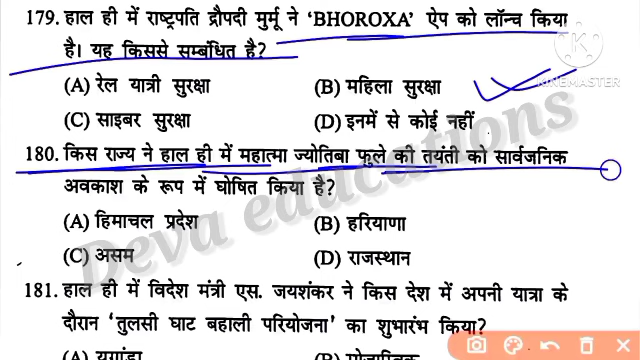 179. हाल ही में राष्ट्रपति द्रौपदी मुर्मू ने ‘BHOROXA’ ऐप को लॉन्च किया
है। यह किससे सम्बंधित है?
(A) रेल यात्री सुरक्षा (B) महिला सुरक्षा
(C) साइबर सुरक्षा (D) इनमें से कोई नहीं
180. किस राज्य ने हाल ही में महात्मा ज्योतिबा फुले की तयंती को सार्वजनिक
अवकाश के रूप में घोषित किया है?
(A) हिमाचल प्रदेश (B) हरियाणा
(C) असम (D) राजस्थान
181. हाल ही में विदेश मंत्री एस. जयशंकर ने किस देश में अपनी यात्रा के
दौरान ‘तुलसी घाट बहाली परियोजना’ का शुभारंभ किया?
(A) युगांडा (B) मोजाम्बिक
Deva educations
KINEMASTER